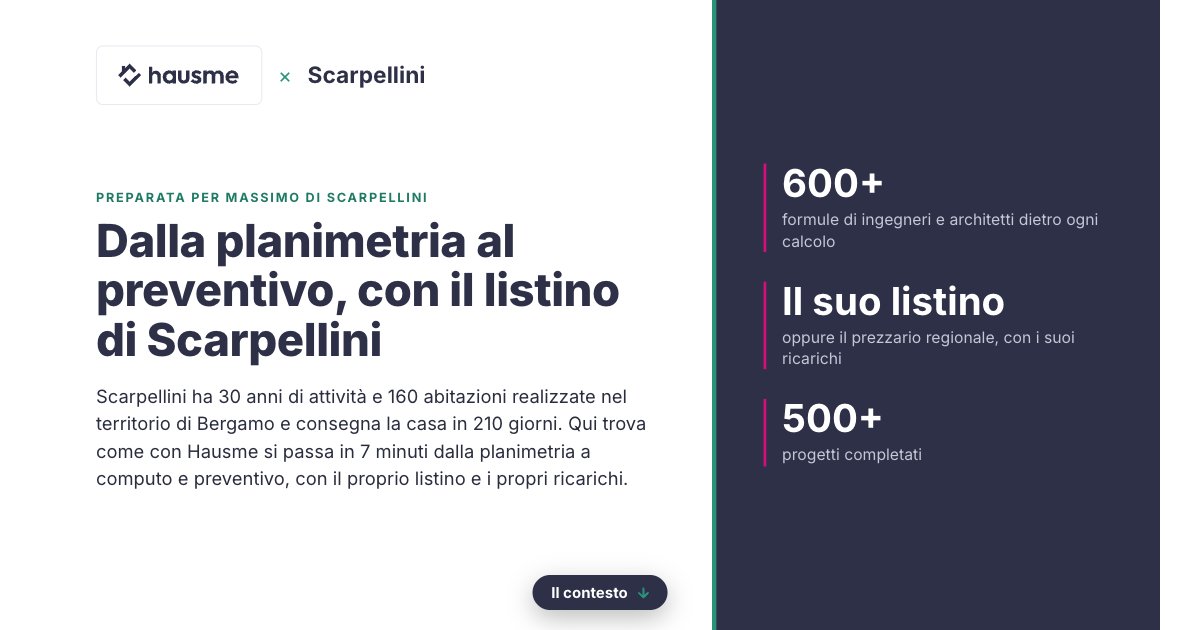 hausme × Scarpellini
PREPARATA PER MASSIMO DI SCARPELLINI
Dalla planimetria al
preventivo, con il listino
di Scarpellini
Scarpellini ha 30 anni di attività e 160 abitazioni realizzate nel
territorio di Bergamo e consegna la casa in 210 giorni. Qui trova
come con Hausme si passa in 7 minuti dalla planimetria a
computo e preventivo, con il proprio listino e i propri ricarichi.
Il contesto ↓
600+
formule di ingegneri e architetti dietro ogni
calcolo
Il suo listino
oppure il prezzario regionale, con i suoi
ricarichi
500+
progetti completati